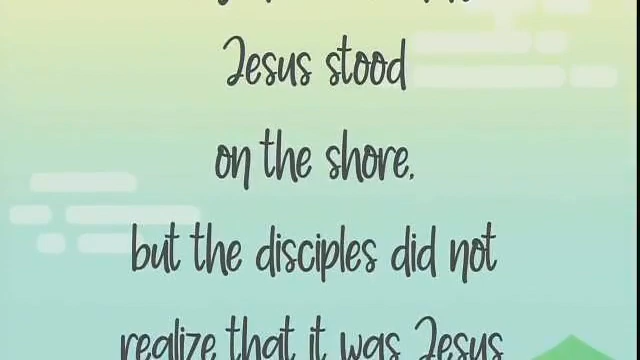 Jesus stood
on the shore,
but the disciples did not
realize that it was Jesus